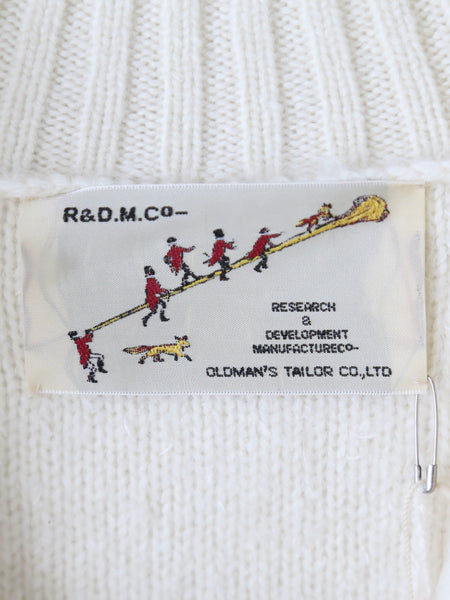 R&D.M.Co-
RESEARCH
&
DEVELOPMENT
MANUFACTURECO-
OLDMAN'S TAILOR CO.,LTD